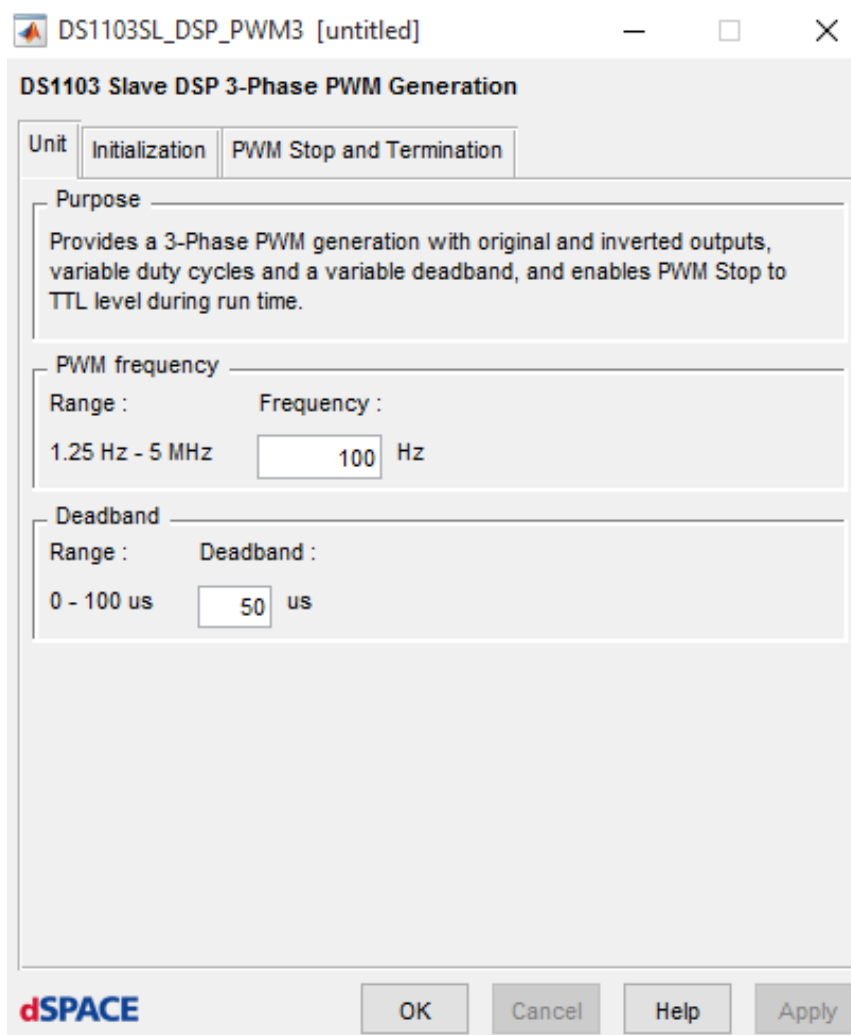 DS1103SL_DSP_PWM3 [untitled]
DS1103 Slave DSP 3-Phase PWM Generation
Unit Initialization PWM Stop and Termination
Purpose
Provides a 3-Phase PWM generation with original and inverted outputs,
variable duty cycles and a variable deadband, and enables PWM Stop to
TTL level during run time.
PWM frequency
Range : Frequency :
1.25 Hz - 5 MHz 100 Hz
Deadband
Range : Deadband :
0 - 100 us 50 us
dSPACE OK Cancel Help Apply